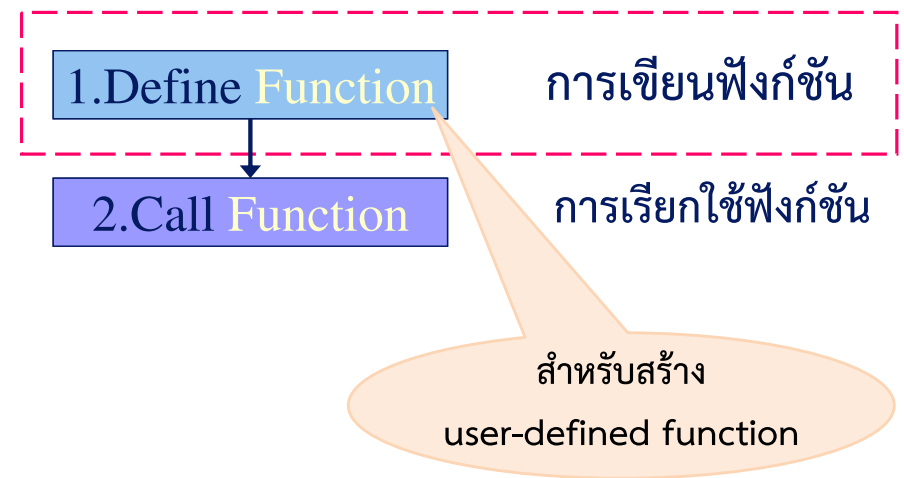 1.Define Function
การเขียนฟังก์ชัน
2.Call Function
การเรียกใช้ฟังก์ชัน
สำหรับสร้าง
user-defined function